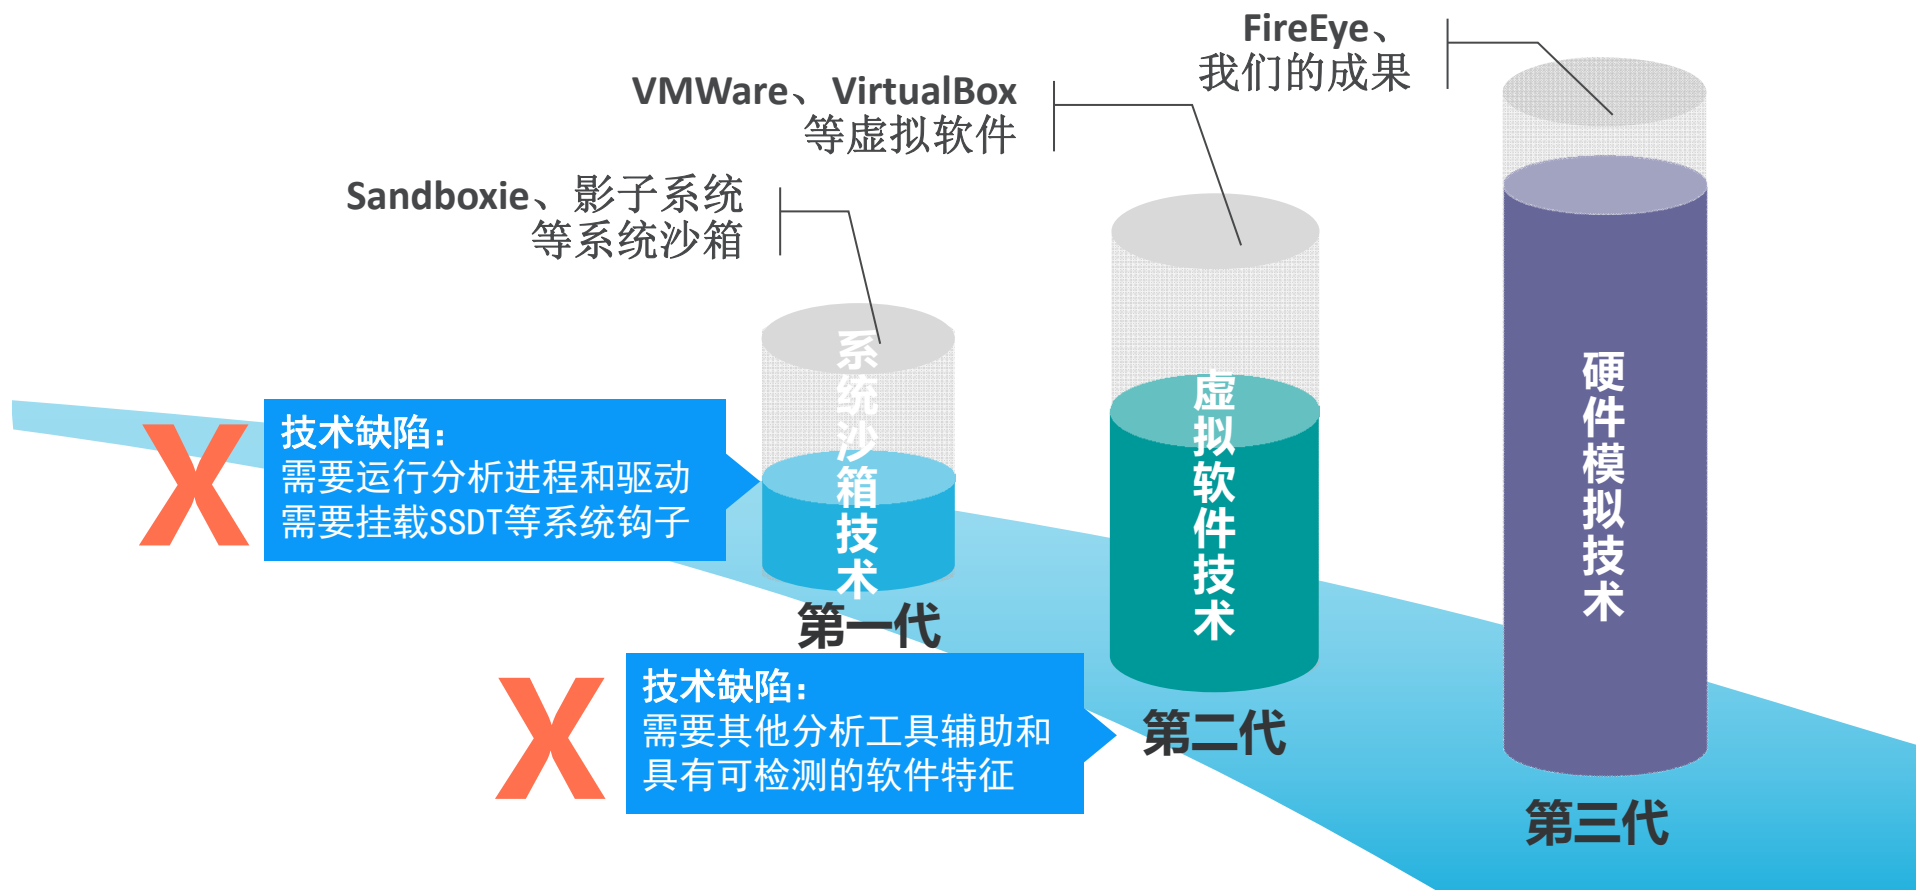 FireEye、
我们的成果
VMWare、VirtualBox
等虚拟软件
Sandboxie、影子系统
等系统沙箱
系统沙箱技术
虚拟软件技术
硬件模拟技术
X
技术缺陷：
需要运行分析进程和驱动
需要挂载SSDT等系统钩子
第一代
X
技术缺陷：
需要其他分析工具辅助和
具有可检测的软件特征
第二代
第三代